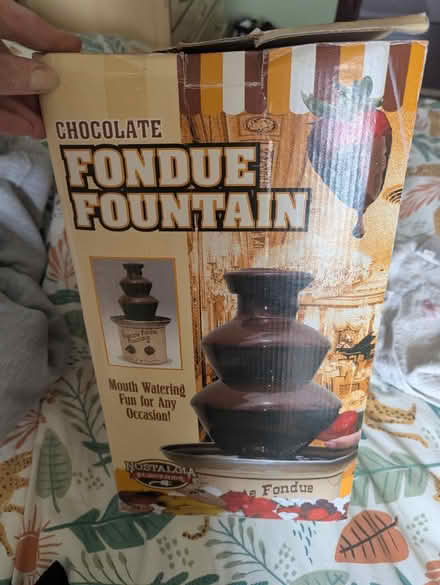 CHOCOLATE
FONDUE
FOUNTAIN
Mouth Watering
Fun for Any
Occasion!
NOSTALGIA
Fondue